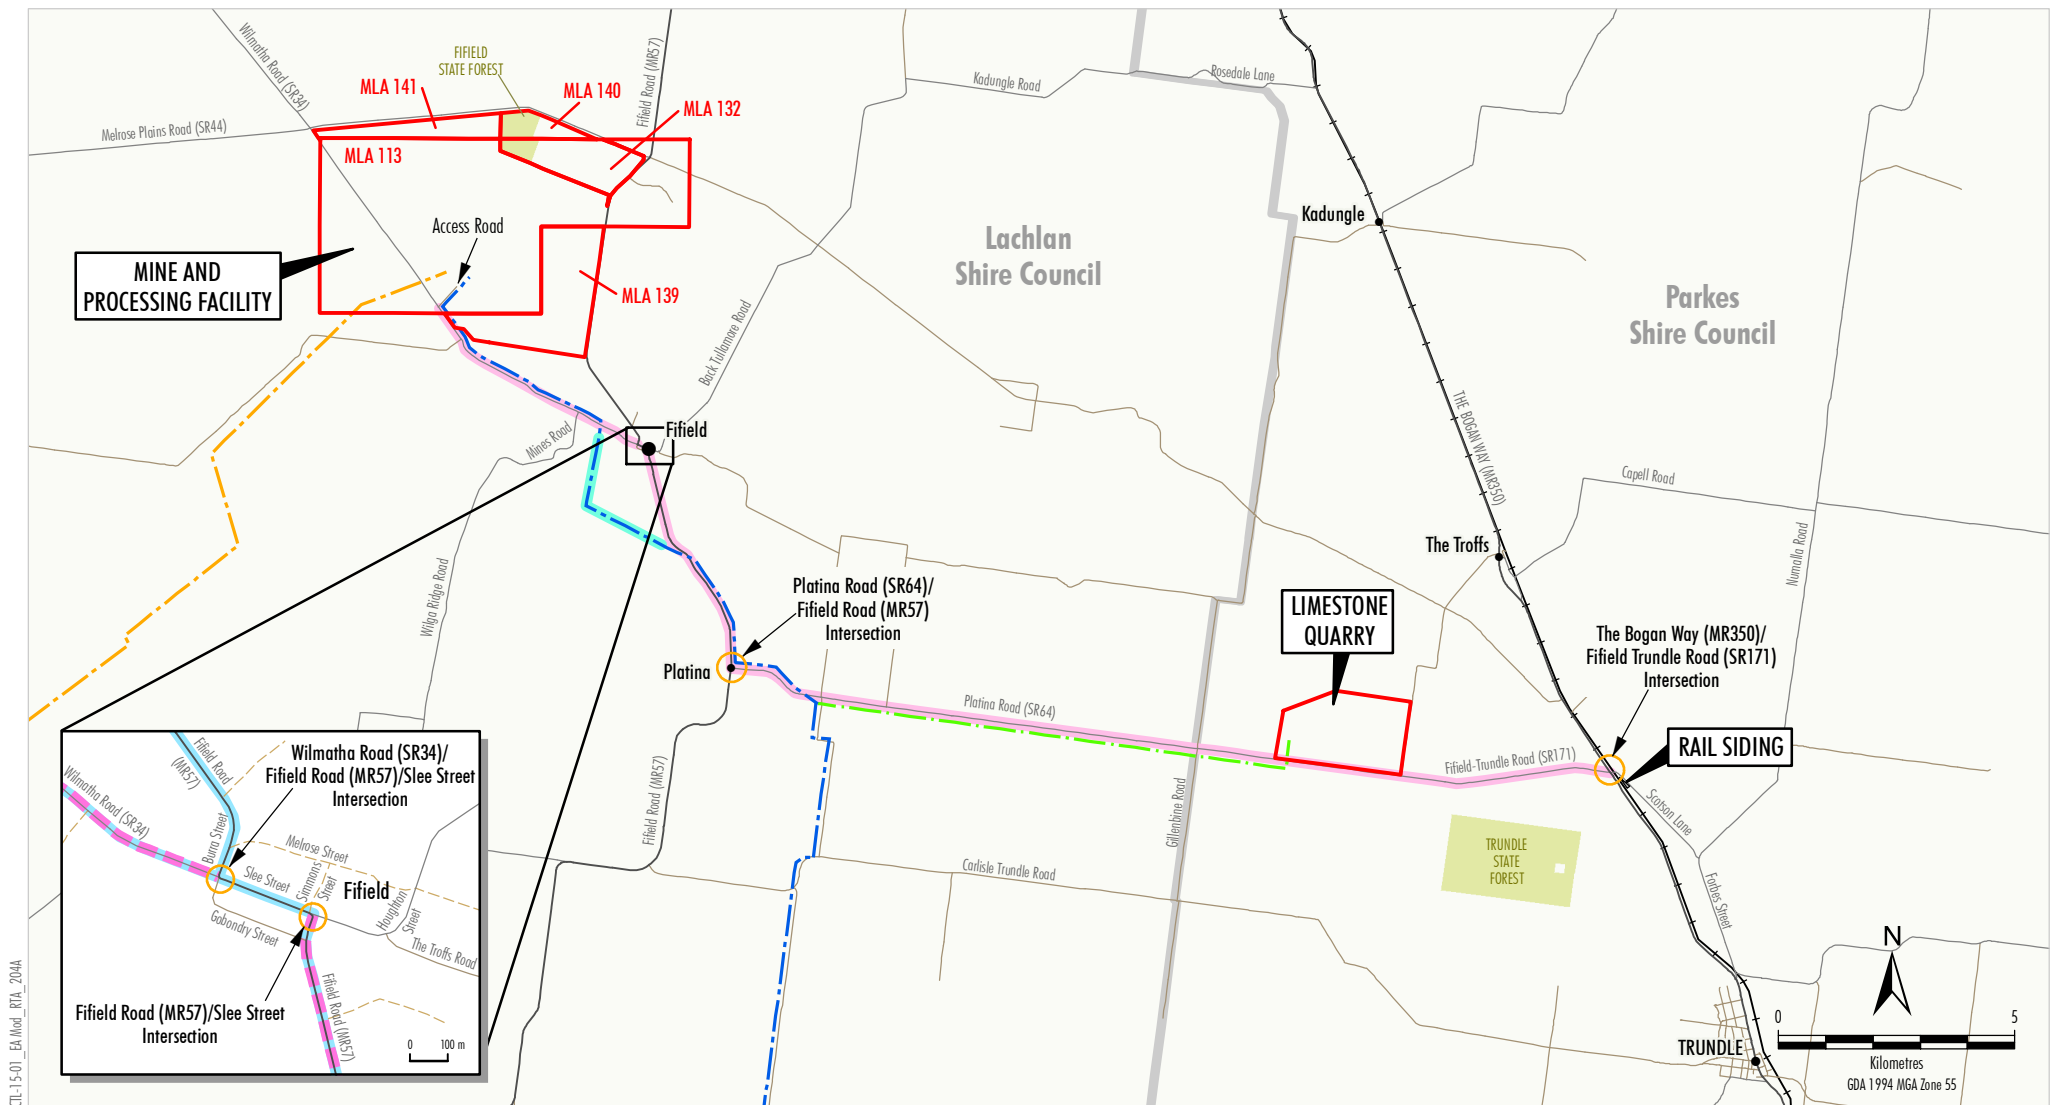 Wilmatha Road (SR34)
FIFIELD
STATE FOREST
Fifield Road (MR57)
MLA 141
MLA 140
MLA 132
Melrose Plains Road (SR44)
MLA 113
Kadungle Road
Rosedale Lane
Kadungle
Access Road
Lachlan
Shire Council
MINE AND
PROCESSING FACILITY
MLA 139
Parkes
Shire Council
Back Tullamore Road
THE BOGAN WAY (MR350)
Mines Road
Fifield
Capell Road
The Troffs
Numalla Road
Wilga Ridge Road
Platina Road (SR64)/
Fifield Road (MR57)
Intersection
LIMESTONE
QUARRY
The Bogan Way (MR350)/
Fifield Trundle Road (SR171)
Intersection
Platina
Platina Road (SR64)
RAIL SIDING
Fifield-Trundle Road (SR171)
Fifield Road (MR57)
Gillenbine Road
Scotson Lane
Carlisle Trundle Road
TRUNDLE
STATE
FOREST
Forbes Street
Fifield Road
(MR57)
Wilmatha Road (SR34)/
Fifield Road (MR57)/Slee Street
Intersection
Wilmatha Road (SR34)
Burra Street
Melrose Street
Slee Street
Simmons
Street
Fifield
Houghton
Street
Gobondry Street
The Troffs Road
Fifield Road (MR57)/Slee Street
Intersection
Fifield Road (MR57)
0 100 m
N
0 5
Kilometres
GDA 1994 MGA Zone 55
TRUNDLE
CTL-15-01_EA Mod_RTA_204A